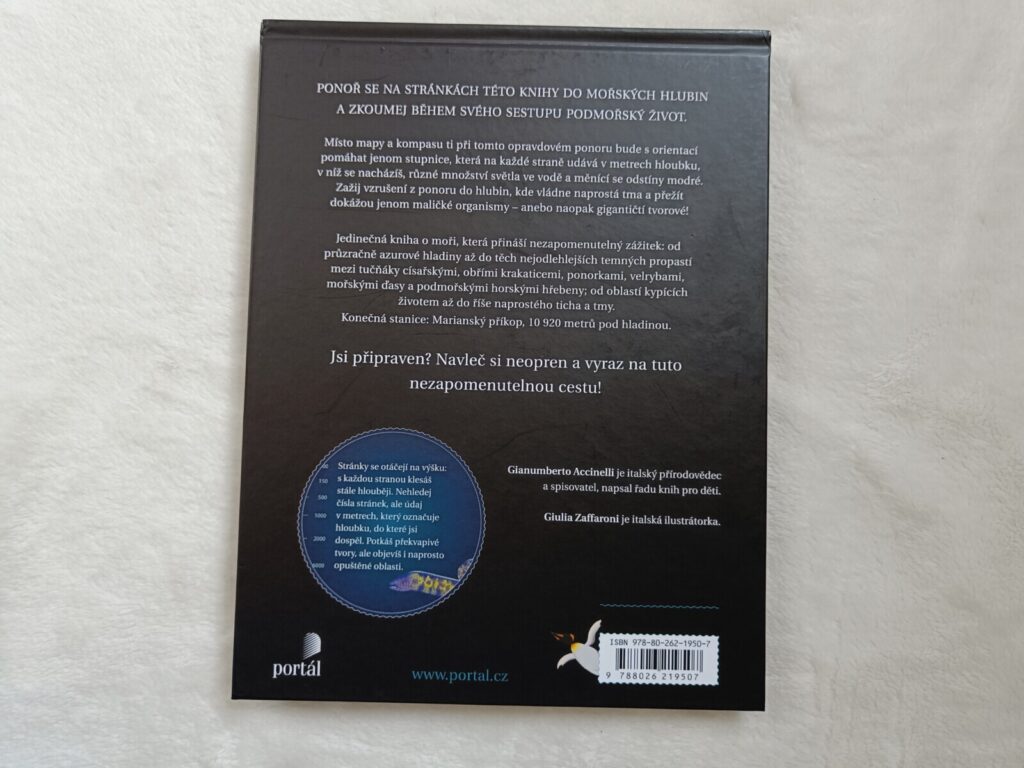 PONOŘ SE NA STRÁNKÁCH TÉTO KNIHY DO MOŘSKÝCH HLUBIN
A ZKOUMEJ BĚHEM SVÉHO SESTUPU PODMOŘSKÝ ŽIVOT.
Místo mapy a kompasu ti při tomto opravdovém ponoru bude s orientací
pomáhat jenom stupnice, která na každé straně udává v metrech hloubku,
v níž se nacházíš, různé množství světla ve vodě a měnící se odstíny modré.
Zažij vzrušení z ponoru do hlubin, kde vládne naprostá tma a přežít
dokážou jenom maličké organismy – anebo naopak gigantičtí tvorové!
Jedinečná kniha o moři, která přináší nezapomenutelný zážitek: od
průzračně azurové hladiny až do těch nejodlehlejších temných propastí
mezi tučňáky císařskými, obřími krakaticemi, ponorkami, velrybami,
mořskými ďasy a podmořskými horskými hřebeny; od oblastí kypících
životem až do říše naprostého ticha a tmy.
Konečná stanice: Marianský příkop, 10 920 metrů pod hladinou.
Jsi připraven? Navleč si neopren a vyraz na tuto
nezapomenutelnou cestu!
Stránky se otáčejí na výšku:
s každou stranou klesáš
stále hlouběji. Nehledej
čísla stránek, ale údaj
v metrech, který označuje
hloubku, do které jsi
dospěl. Potkáš překvapivé
tvory, ale objevíš i naprosto
opuštěné oblasti.
150
500
1000
2000
6000
Gianumberto Accinelli je italský přírodovědec
a spisovatel, napsal řadu knih pro děti.
Giulia Zaffaroni je italská ilustrátorka.
portál
www.portal.cz
ISBN 978-80-262-1950-7
9 788026 219507